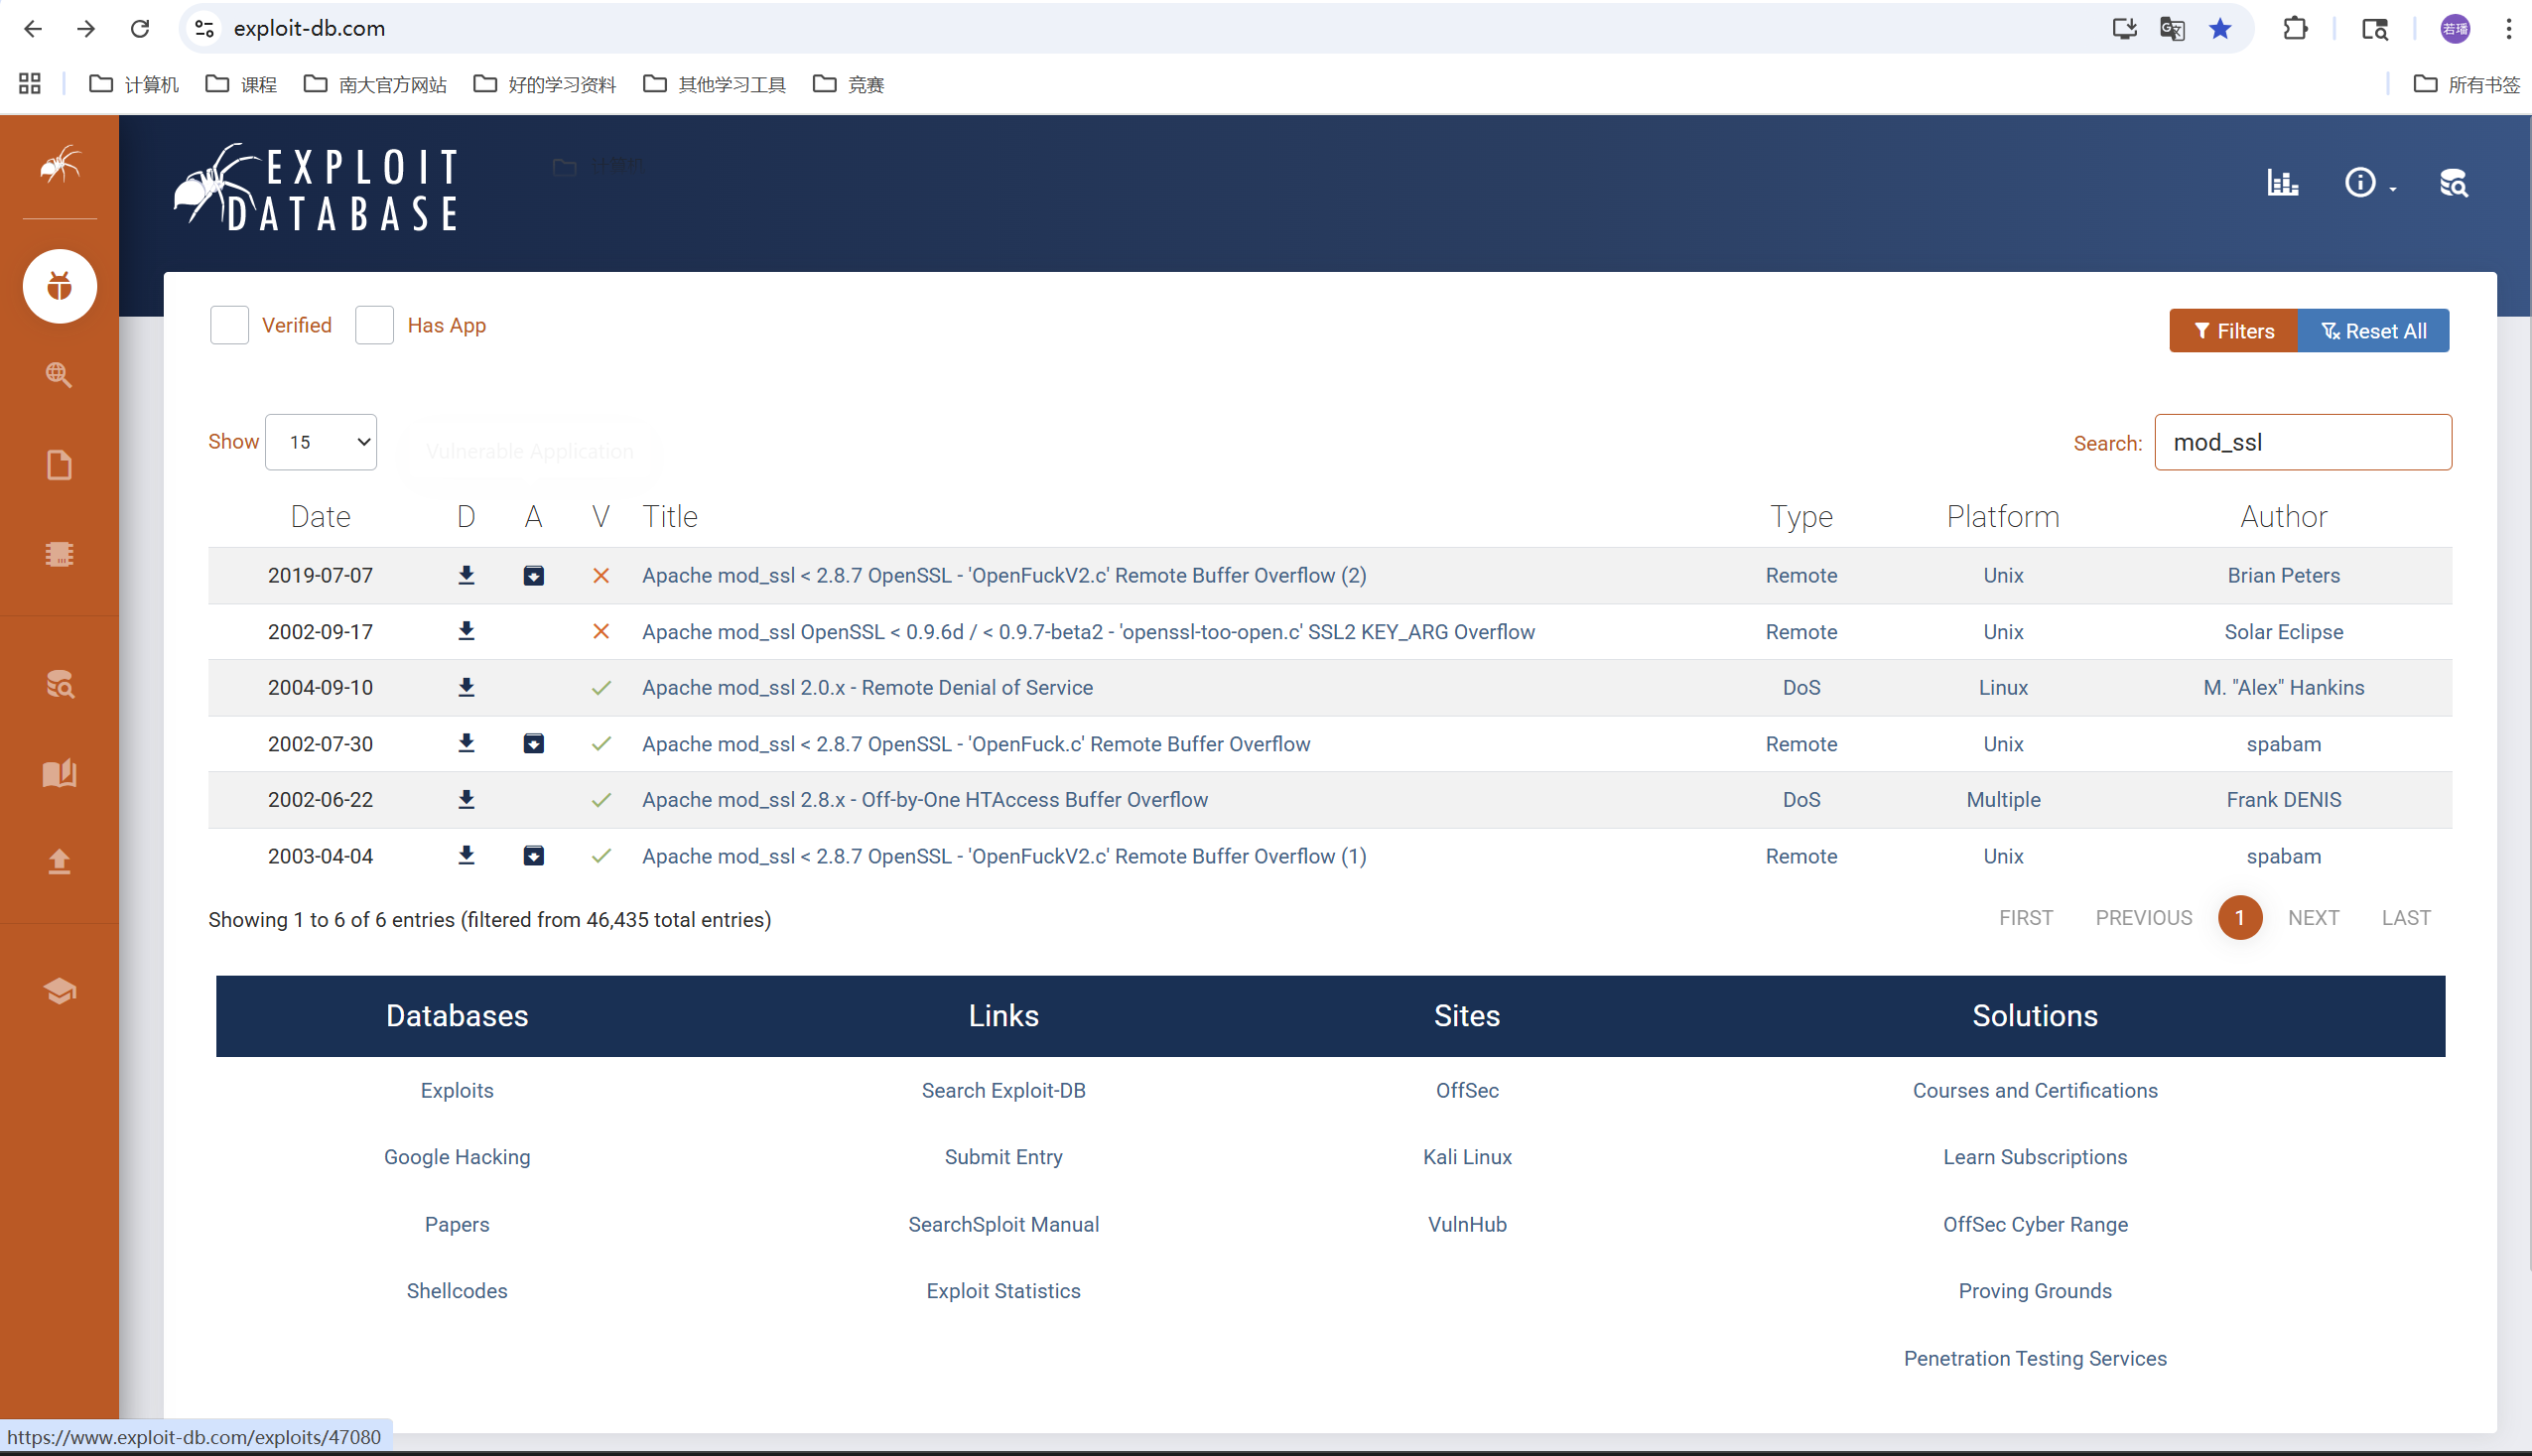 exploit-db.com
若璠
计算机 课程 南大官方网站 好的学习资料 其他学习工具 竞赛 所有书签
EXPLOIT
DATABASE
计算机
Verified Has App Filters Reset All
Show 15 Vulnerable Application Search: mod_ssl
Date D A V Title Type Platform Author
2019-07-07 Apache mod_ssl < 2.8.7 OpenSSL - 'OpenFuckV2.c' Remote Buffer Overflow (2) Remote Unix Brian Peters
2002-09-17 Apache mod_ssl OpenSSL < 0.9.6d / < 0.9.7-beta2 - 'openssl-too-open.c' SSL2 KEY_ARG Overflow Remote Unix Solar Eclipse
2004-09-10 Apache mod_ssl 2.0.x - Remote Denial of Service DoS Linux M. "Alex" Hankins
2002-07-30 Apache mod_ssl < 2.8.7 OpenSSL - 'OpenFuck.c' Remote Buffer Overflow Remote Unix spabam
2002-06-22 Apache mod_ssl 2.8.x - Off-by-One HTAccess Buffer Overflow DoS Multiple Frank DENIS
2003-04-04 Apache mod_ssl < 2.8.7 OpenSSL - 'OpenFuckV2.c' Remote Buffer Overflow (1) Remote Unix spabam
Showing 1 to 6 of 6 entries (filtered from 46,435 total entries) FIRST PREVIOUS 1 NEXT LAST
Databases Links Sites Solutions
Exploits Search Exploit-DB OffSec Courses and Certifications
Google Hacking Submit Entry Kali Linux Learn Subscriptions
Papers SearchSploit Manual VulnHub OffSec Cyber Range
Shellcodes Exploit Statistics Proving Grounds
Penetration Testing Services
https://www.exploit-db.com/exploits/47080